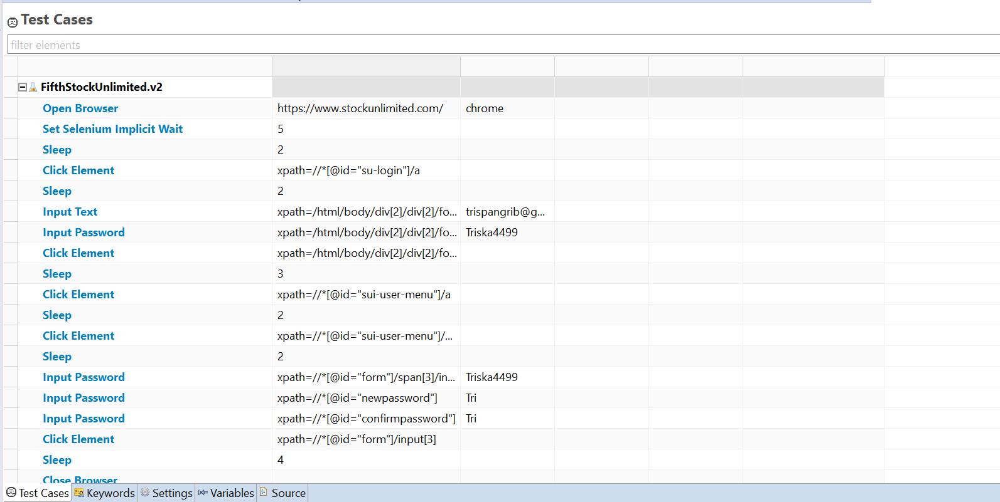 Test Cases
filter elements
FifthStockUnlimited.v2
Open Browser https://www.stockunlimited.com/ chrome
Set Selenium Implicit Wait 5
Sleep 2
Click Element xpath=//*[@id="su-login"]/a
Sleep 2
Input Text xpath=/html/body/div[2]/div[2]/fo... trispangrib@g...
Input Password xpath=/html/body/div[2]/div[2]/fo... Triska4499
Click Element xpath=/html/body/div[2]/div[2]/fo...
Sleep 3
Click Element xpath=//*[@id="sui-user-menu"]/a
Sleep 2
Click Element xpath=//*[@id="sui-user-menu"]/...
Sleep 2
Input Password xpath=//*[@id="form"]/span[3]/in... Triska4499
Input Password xpath=//*[@id="newpassword"] Tri
Input Password xpath=//*[@id="confirmpassword"] Tri
Click Element xpath=//*[@id="form"]/input[3]
Sleep 4
Close Browser
Test Cases Keywords Settings Variables Source